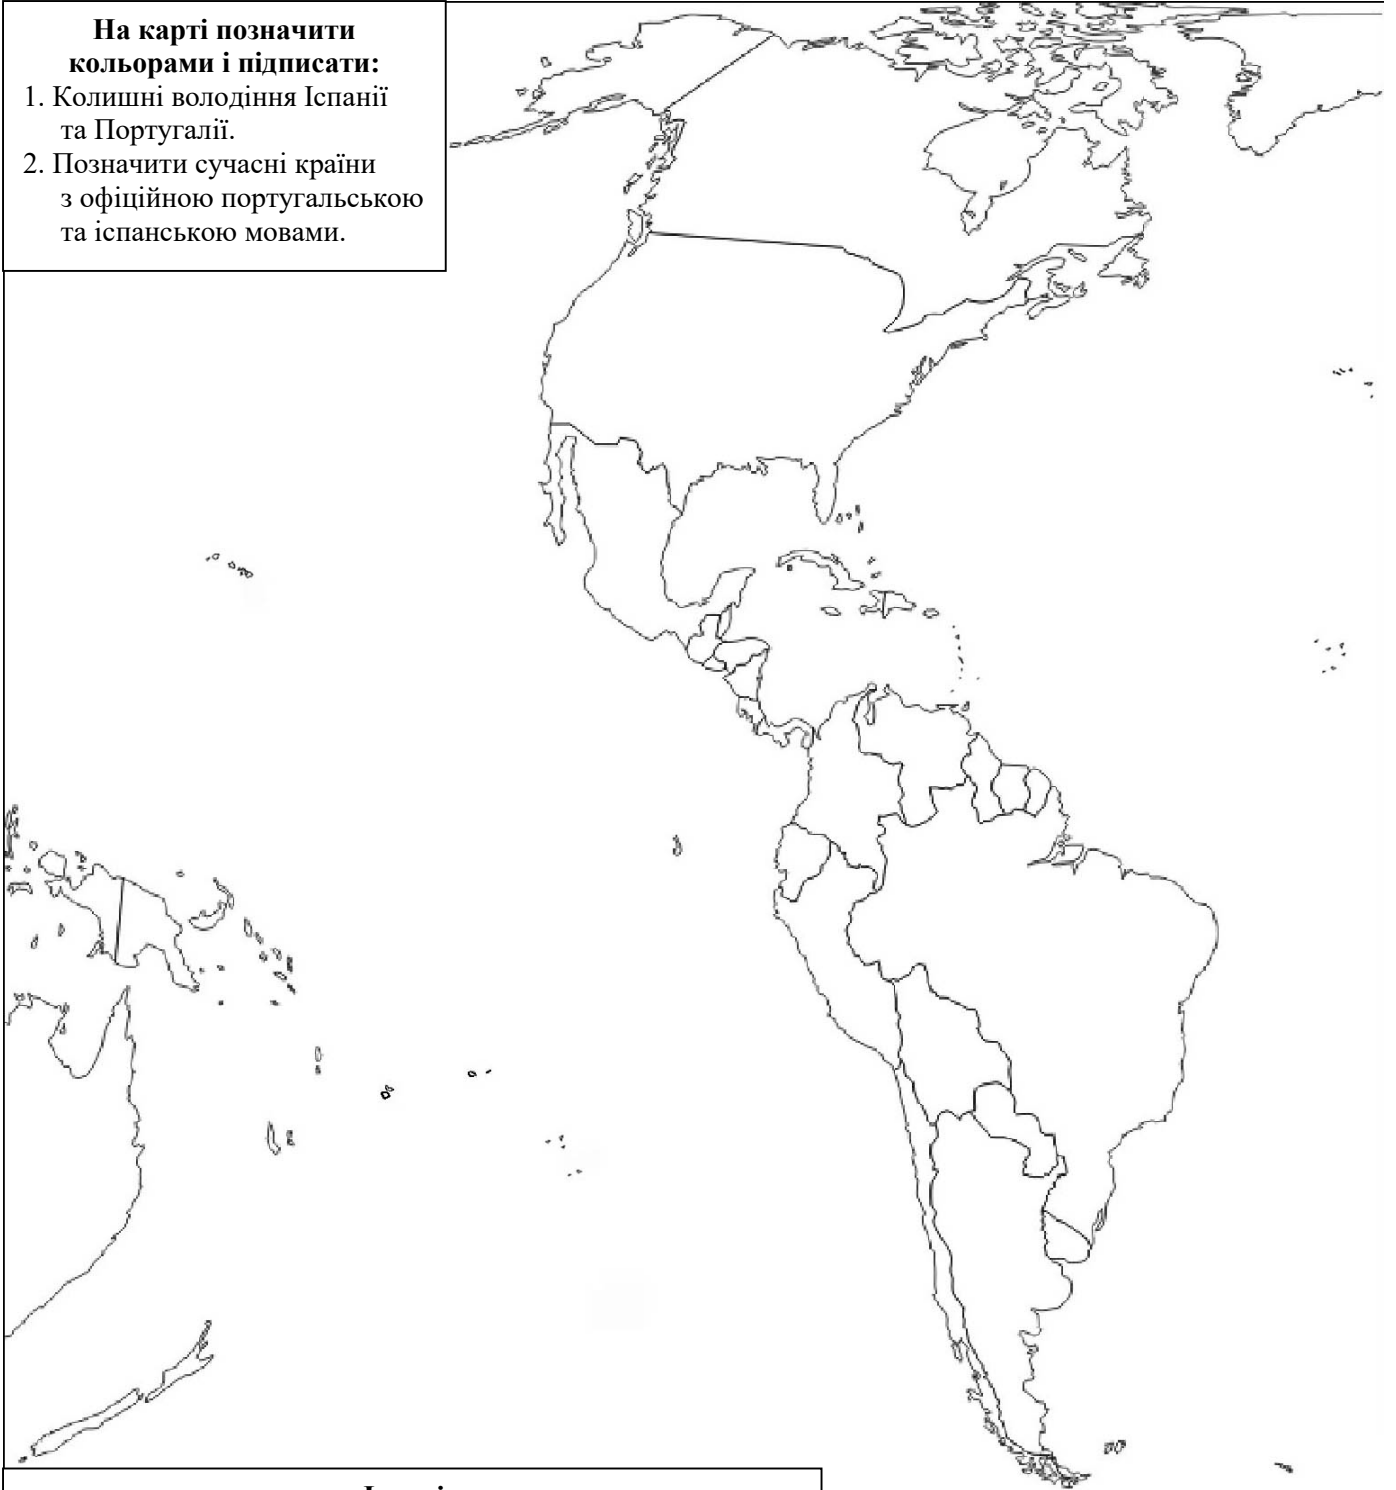 На карті позначити
кольорами і підписати:
1. Колишні володіння Іспанії
та Португалії.
2. Позначити сучасні країни
з офіційною португальською
та іспанською мовами.